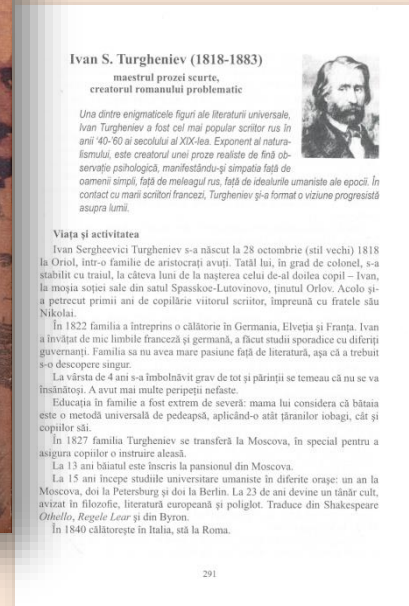 Ivan S. Turgheniev (1818-1883)
maestrul prozei scurte,
creatorul romanului problematic
Una dintre enigmaticele figuri ale literaturii universale,
Ivan Turgheniev a fost cel mai popular scriitor rus în
anii '40-'60 ai secolului al XIX-lea. Exponent al natura-
lismului, este creatorul unei proze realiste de fină ob-
servație psihologică, manifestându-și simpatia față de
oamenii simpli, față de meleagul rus, față de idealurile umaniste ale epocii. În
contact cu marii scriitori francezi, Turgheniev și-a format o viziune progresistă
asupra lumii.
Viața și activitatea
Ivan Sergheevici Turgheniev s-a născut la 28 octombrie (stil vechi) 1818
la Oriol, într-o familie de aristocrați avuți. Tatăl lui, în grad de colonel, s-a
stabilit cu traiul, la câteva luni de la nașterea celui de-al doilea copil – Ivan,
la moșia soției sale din satul Spasskoe-Lutovinovo, ținutul Orlov. Acolo și-
a petrecut primii ani de copilărie viitorul scriitor, împreună cu fratele său
Nikolai.
În 1822 familia a întreprins o călătorie în Germania, Elveția și Franța. Ivan
a învățat de mic limbile franceză și germană, a făcut studii sporadice cu diferiți
guvernanți. Familia sa nu avea mare pasiune față de literatură, așa că a trebuit
s-o descopere singur.
La vârsta de 4 ani s-a îmbolnăvit grav de tot și părinții se temeau că nu se va
însănătoși. A avut mai multe peripeții nefaste.
Educația în familie a fost extrem de severă: mama lui considera că bătaia
este o metodă universală de pedeapsă, aplicând-o atât țăranilor iobagi, cât și
copiilor săi.
În 1827 familia Turgheniev se transferă la Moscova, în special pentru a
asigura copiilor o instruire aleasă.
La 13 ani băiatul este înscris la pansionul din Moscova.
La 15 ani începe studiile universitare umaniste în diferite orașe: un an la
Moscova, doi la Petersburg și doi la Berlin. La 23 de ani devine un tânăr cult,
avizat în filozofie, literatură europeană și poliglot. Traduce din Shakespeare
Othello, Regele Lear și din Byron.
În 1840 călătorește în Italia, stă la Roma.
291